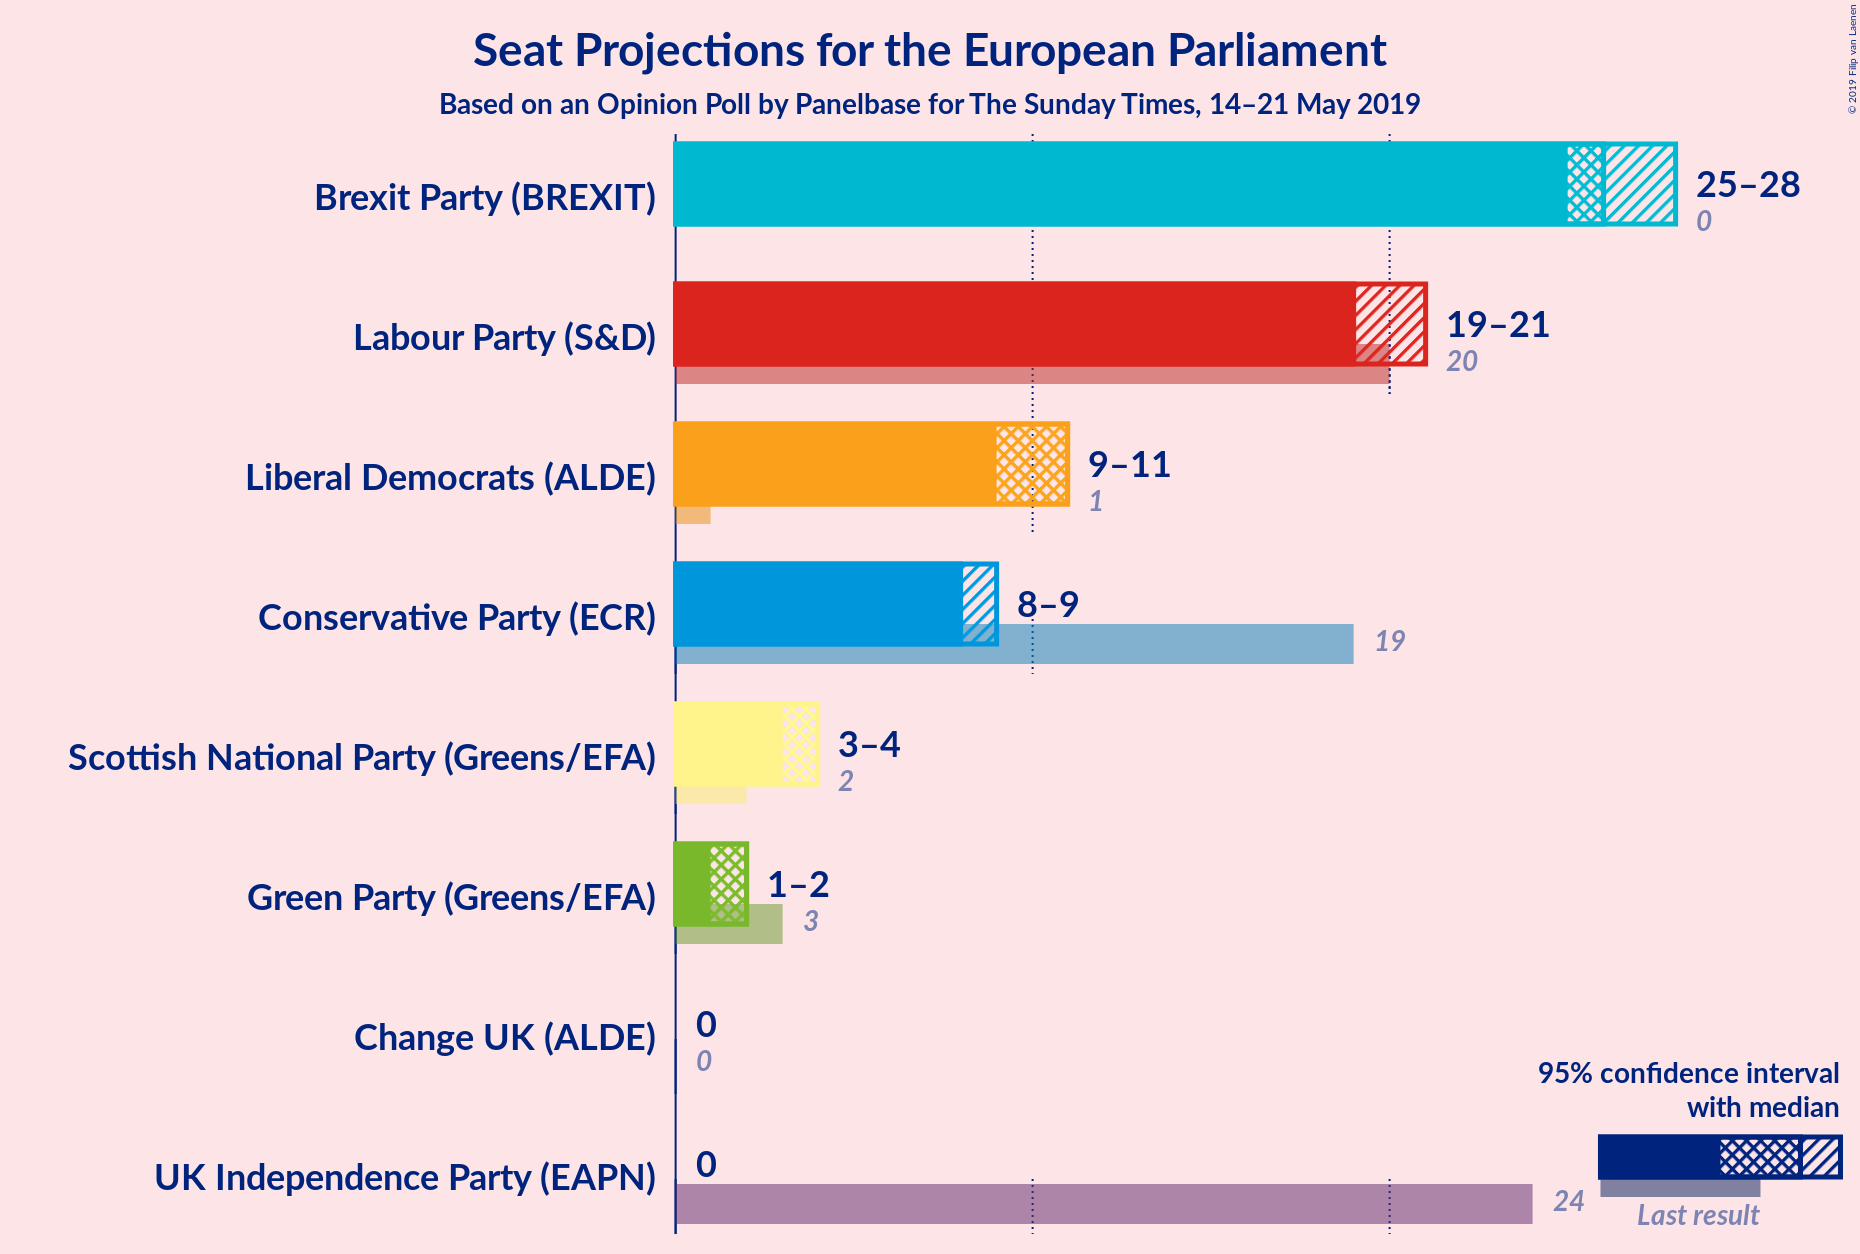 Seat Projections for the European Parliament
Based on an Opinion Poll by Panelbase for The Sunday Times, 14–21 May 2019
© 2019 Filip van Laenen
Brexit Party (BREXIT)
25–28
0
Labour Party (S&D)
19–21
20
Liberal Democrats (ALDE)
9–11
1
Conservative Party (ECR)
8–9
19
Scottish National Party (Greens/EFA)
3–4
2
Green Party (Greens/EFA)
1–2
3
Change UK (ALDE)
0
0
UK Independence Party (EAPN)
0
24
95% confidence interval
with median
Last result